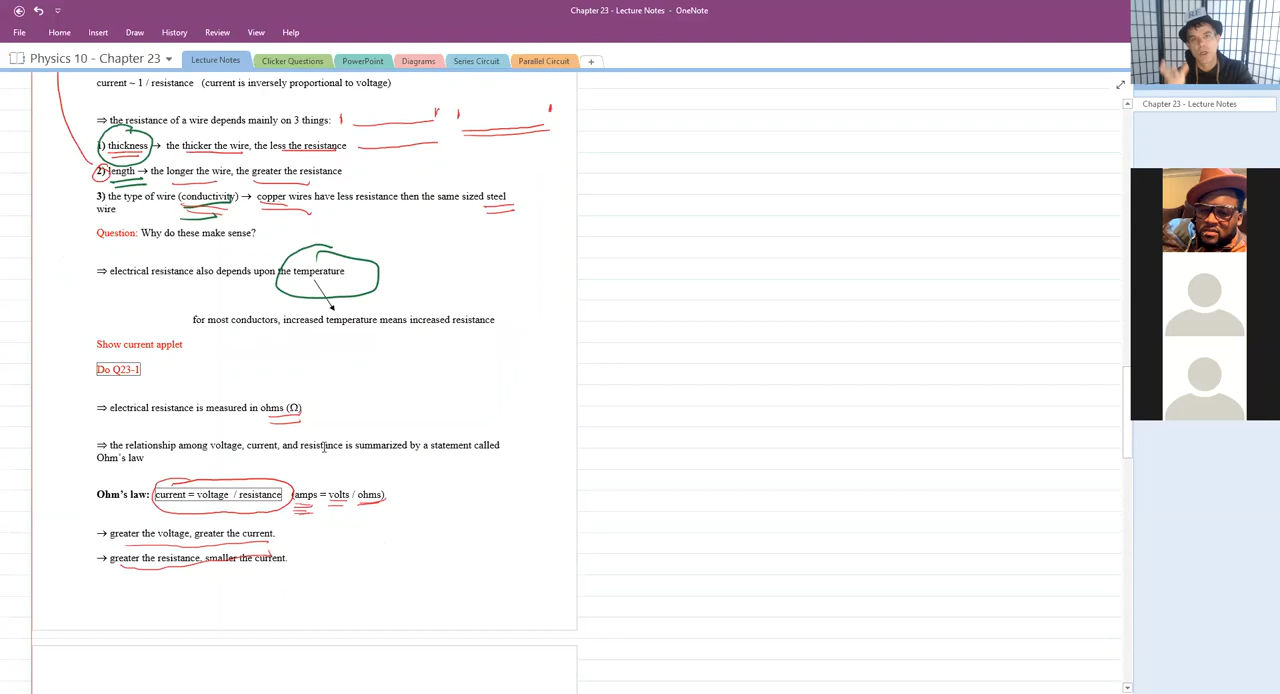 Chapter 23 - Lecture Notes - OneNote
File Home Insert Draw History Review View Help
Physics 10 - Chapter 23 Lecture Notes Clicker Questions PowerPoint Diagrams Series Circuit Parallel Circuit
Chapter 23 - Lecture Notes
current ~ 1 / resistance (current is inversely proportional to voltage)
⇒ the resistance of a wire depends mainly on 3 things:
1) thickness → the thicker the wire, the less the resistance
2) length → the longer the wire, the greater the resistance
3) the type of wire (conductivity) → copper wires have less resistance then the same sized steel
wire
Question: Why do these make sense?
⇒ electrical resistance also depends upon the temperature
for most conductors, increased temperature means increased resistance
Show current applet
Do Q23-1
⇒ electrical resistance is measured in ohms (Ω)
⇒ the relationship among voltage, current, and resistance is summarized by a statement called
Ohm's law
Ohm's law: current = voltage / resistance (amps = volts / ohms)
→ greater the voltage, greater the current.
→ greater the resistance, smaller the current.